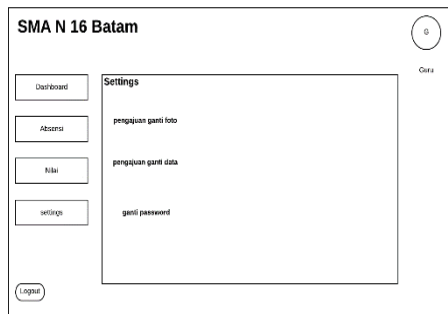 SMA N 16 Batam
G
Guru
Dashboard
Absensi
Nilai
settings
Logout
Settings
pengajuan ganti foto
pengajuan ganti data
ganti password